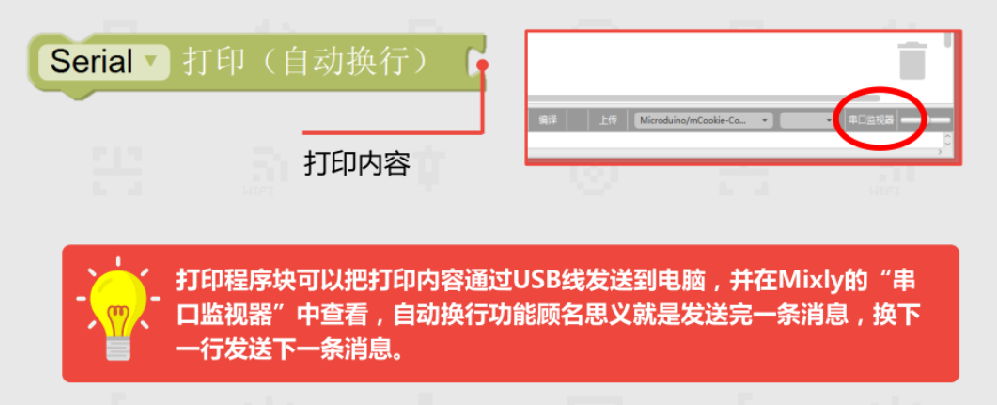 Serial 打印（自动换行）
打印内容
编译 上传 Microduino/mCookie-Co... 串口监视器
打印程序块可以把打印内容通过USB线发送到电脑，并在Mixly的“串
口监视器”中查看，自动换行功能顾名思义就是发送完一条消息，换下
一行发送下一条消息。